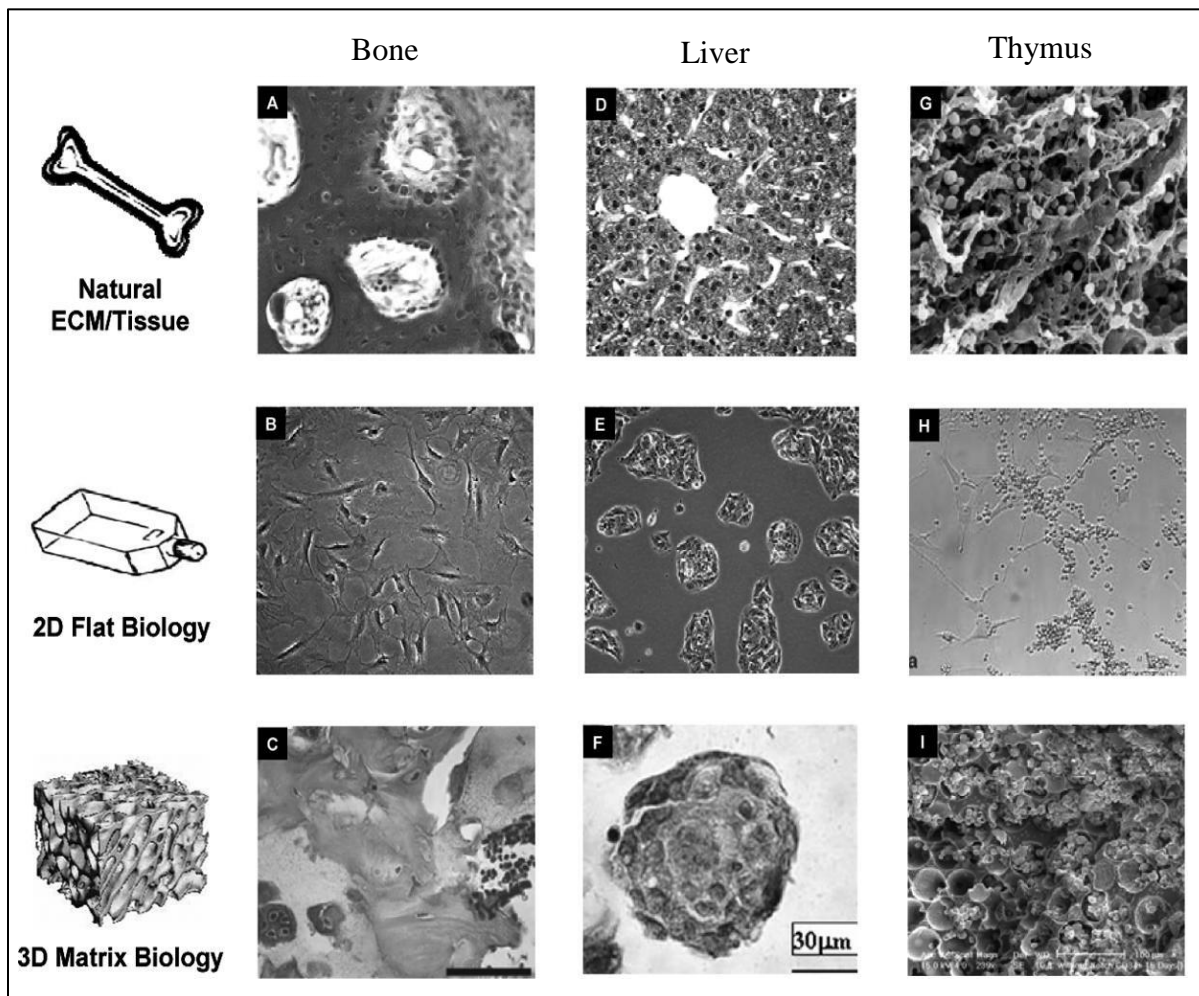 Bone
Liver
Thymus
A
D
G
Natural
ECM/Tissue
B
E
H
2D Flat Biology
a
C
F
I
30µm
3D Matrix Biology